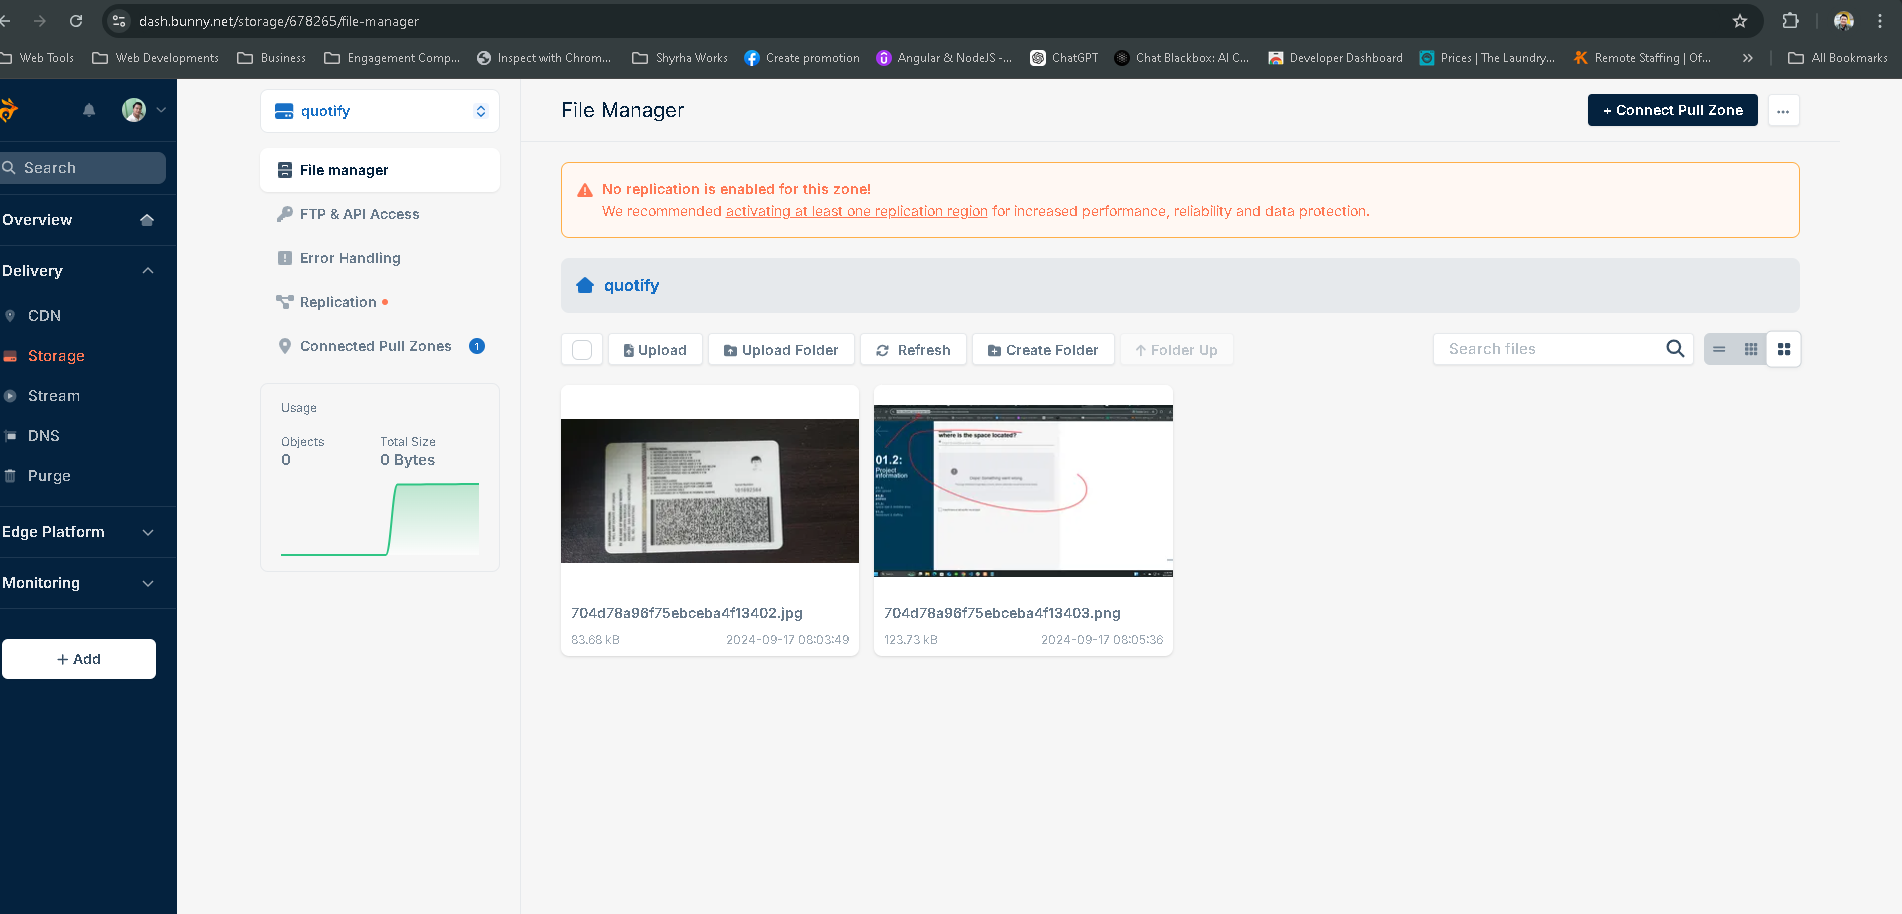 dash.bunny.net/storage/678265/file-manager
Web Tools
Web Developments
Business
Engagement Comp...
Inspect with Chrom...
Shyrha Works
Create promotion
Angular & NodeJS -...
ChatGPT
Chat Blackbox: AI C...
Developer Dashboard
Prices | The Laundry...
Remote Staffing | Of...
All Bookmarks
Search
Overview
Delivery
CDN
Storage
Stream
DNS
Purge
Edge Platform
Monitoring
+ Add
quotify
File manager
FTP & API Access
Error Handling
Replication
Connected Pull Zones 1
Usage
Objects Total Size
0 0 Bytes
File Manager
+ Connect Pull Zone
...
No replication is enabled for this zone!
We recommended activating at least one replication region for increased performance, reliability and data protection.
quotify
Upload
Upload Folder
Refresh
Create Folder
Folder Up
Search files
where is the space located?
01.2:
Project
information
704d78a96f75ebceba4f13402.jpg
83.68 kB 2024-09-17 08:03:49
704d78a96f75ebceba4f13403.png
123.73 kB 2024-09-17 08:05:36